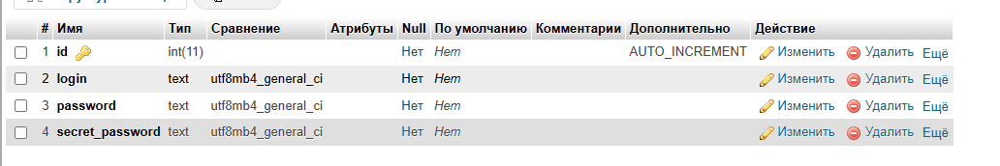 # Имя Тип Сравнение Атрибуты Null По умолчанию Комментарии Дополнительно Действие
1 id int(11) Нет Нет AUTO_INCREMENT Изменить Удалить Ещё
2 login text utf8mb4_general_ci Нет Нет Изменить Удалить Ещё
3 password text utf8mb4_general_ci Нет Нет Изменить Удалить Ещё
4 secret_password text utf8mb4_general_ci Нет Нет Изменить Удалить Ещё